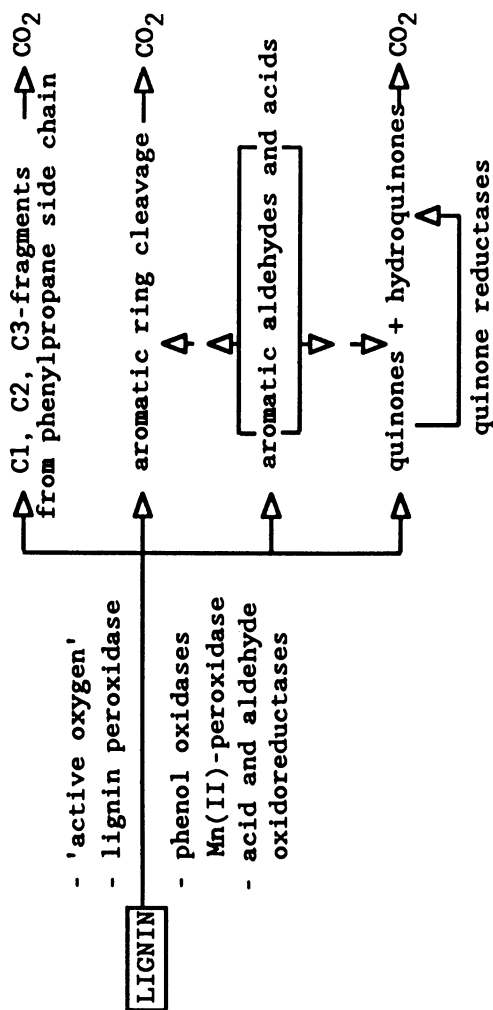 LIGNIN
- 'active oxygen'
- lignin peroxidase
- phenol oxidases
Mn(II)-peroxidase
- acid and aldehyde
oxidoreductases
C1, C2, C3-fragments
from phenylpropane side chain
CO2
aromatic ring cleavage
CO2
aromatic aldehydes and acids
quinones + hydroquinones
CO2
quinone reductases